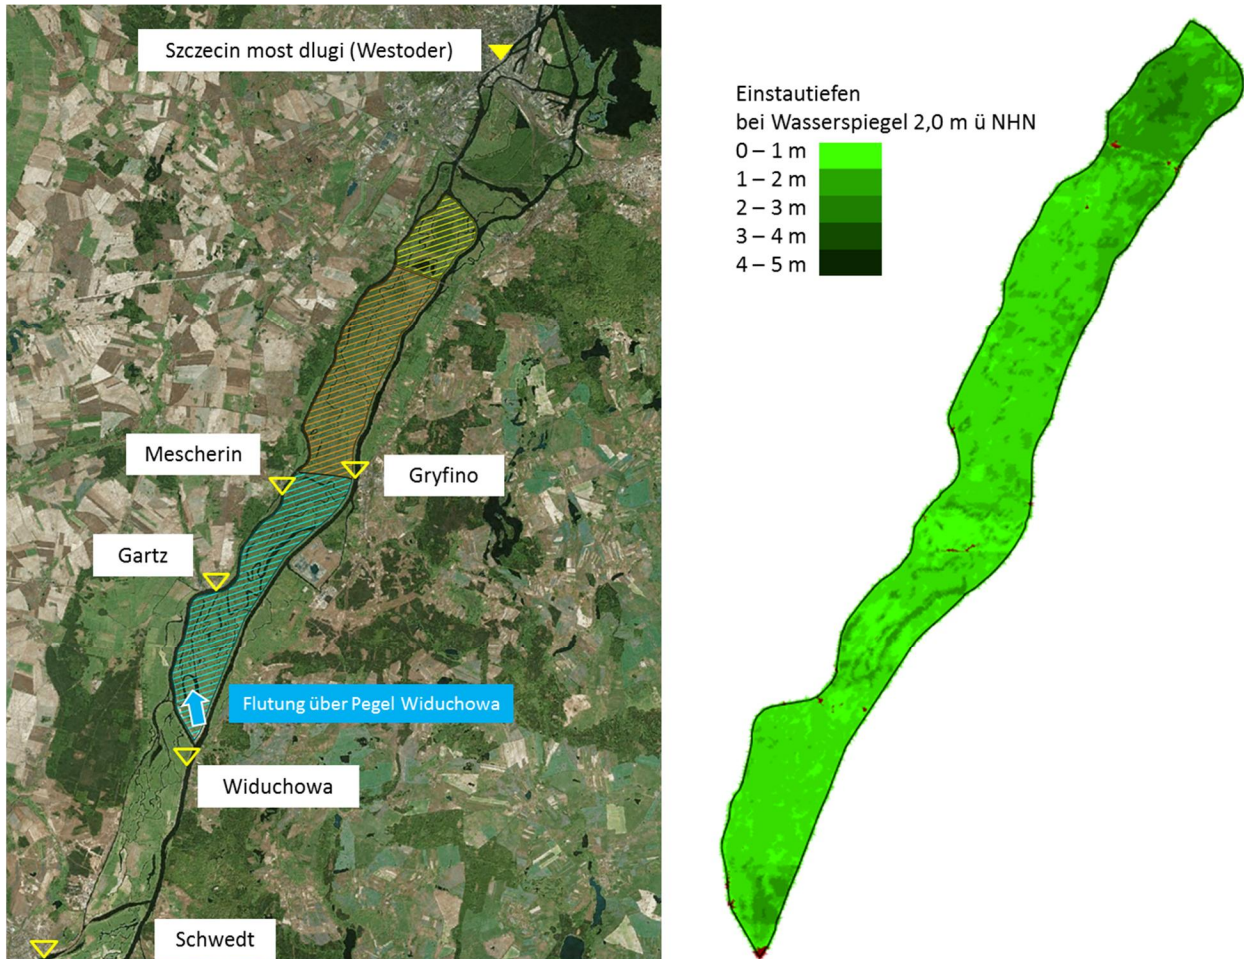 Szczecin most dlugi (Westoder)
Mescherin
Gryfino
Gartz
Flutung über Pegel Widuchowa
Widuchowa
Schwedt
Einstautiefen
bei Wasserspiegel 2,0 m ü NHN
0 – 1 m
1 – 2 m
2 – 3 m
3 – 4 m
4 – 5 m